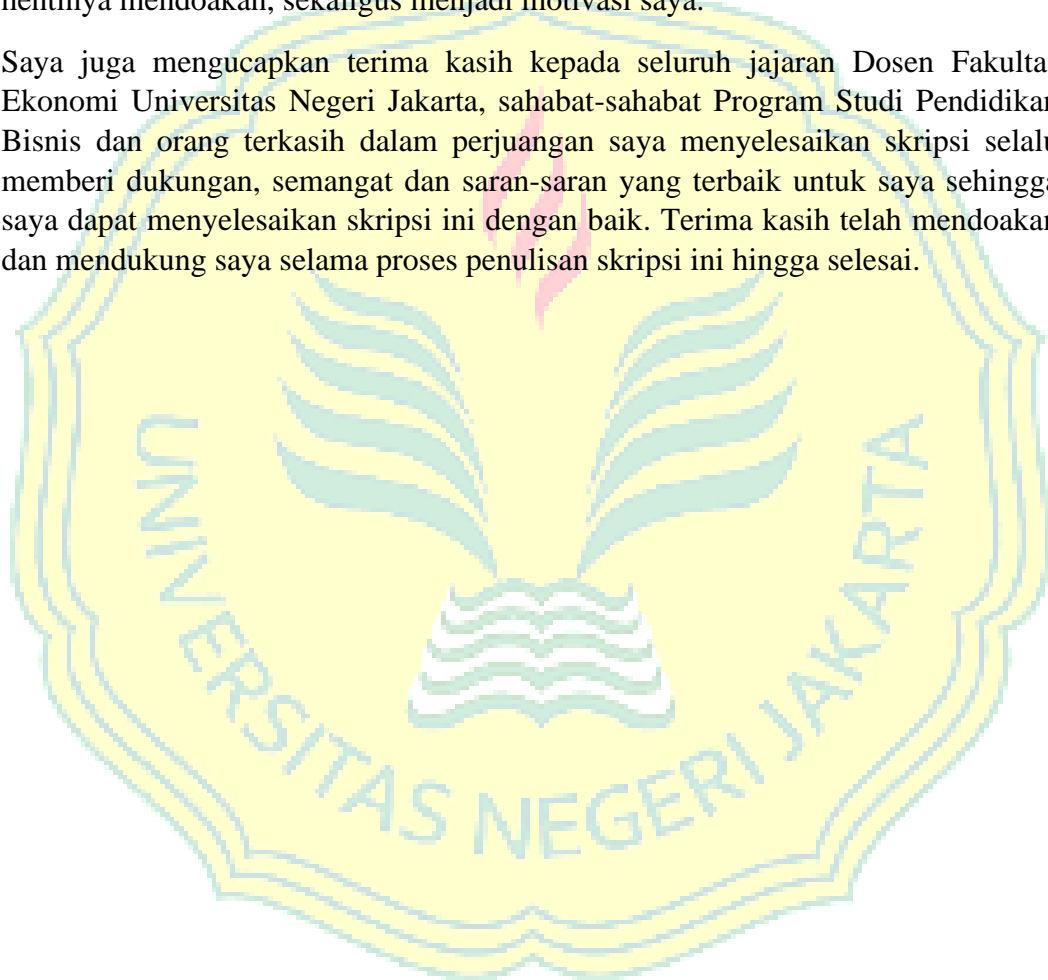 hentinya mendoakan, sekaligus menjadi motivasi saya.
Saya juga mengucapkan terima kasih kepada seluruh jajaran Dosen Fakulta
Ekonomi Universitas Negeri Jakarta, sahabat-sahabat Program Studi Pendidikan
Bisnis dan orang terkasih dalam perjuangan saya menyelesaikan skripsi selalu
memberi dukungan, semangat dan saran-saran yang terbaik untuk saya sehingga
saya dapat menyelesaikan skripsi ini dengan baik. Terima kasih telah mendoakan
dan mendukung saya selama proses penulisan skripsi ini hingga selesai.
UNIVERSITAS NEGERI JAKARTA